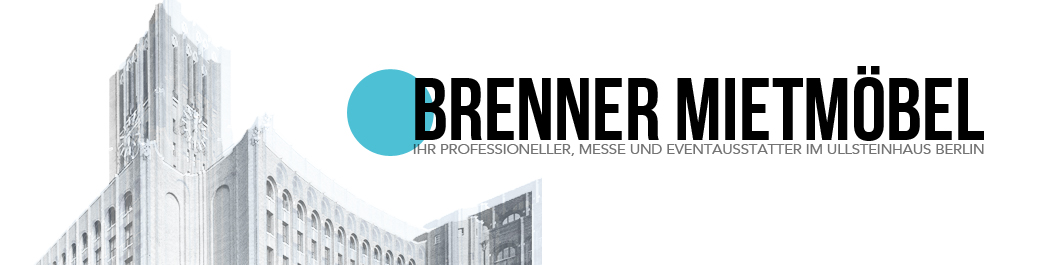 BRENNER MIETMÖBEL
IHR PROFESSIONELLER, MESSE UND EVENTAUSSTATTER IM ULLSTEINHAUS BERLIN